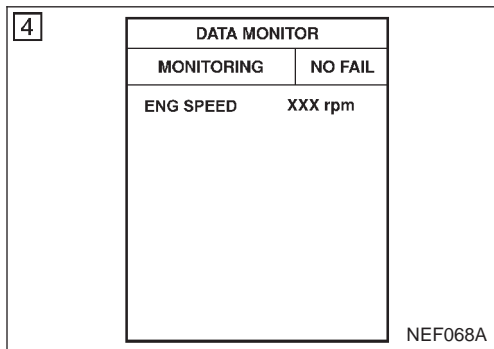 4
DATA MONITOR
MONITORING NO FAIL
ENG SPEED XXX rpm
NEF068A